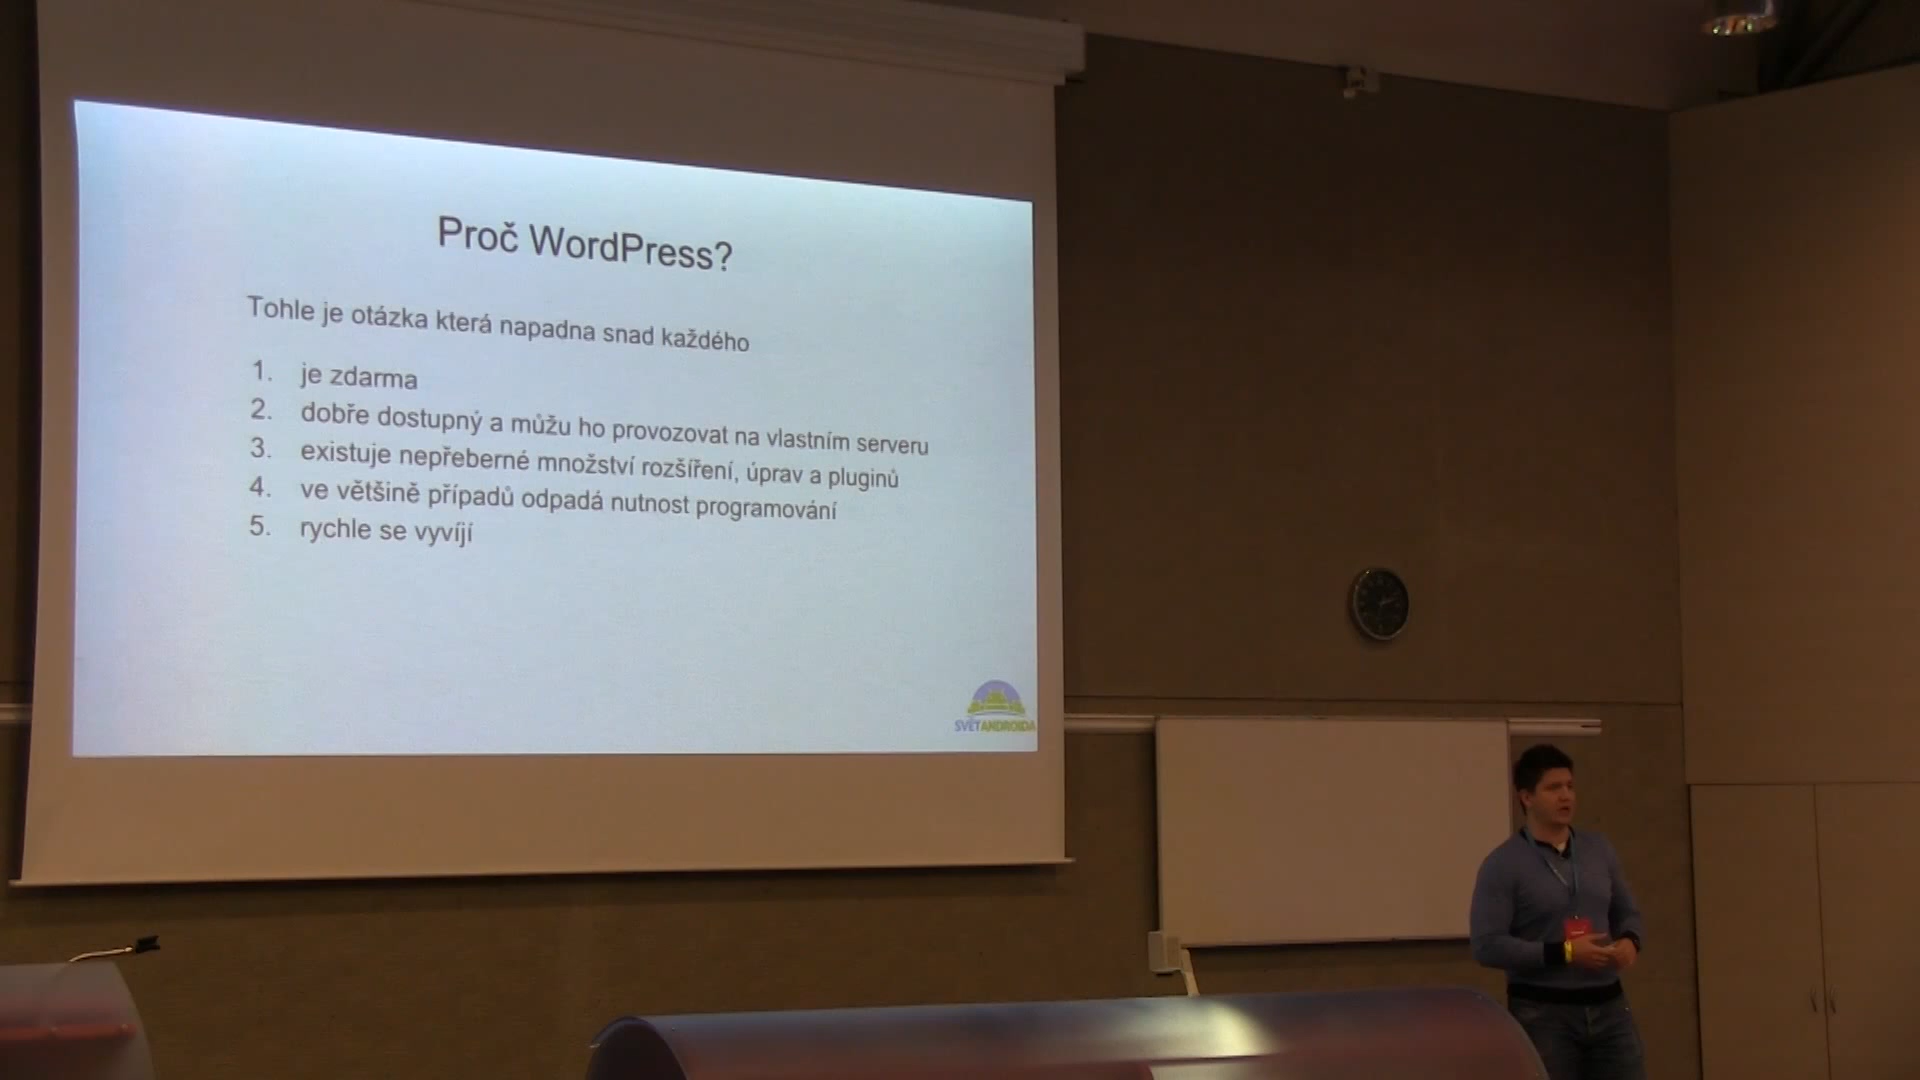 Proč WordPress?
Tohle je otázka která napadna snad každého
1. je zdarma
2. dobře dostupný a můžu ho provozovat na vlastním serveru
3. existuje nepřeberné množství rozšíření, úprav a pluginů
4. ve většině případů odpadá nutnost programování
5. rychle se vyvíjí
SVĚTANDROIDA